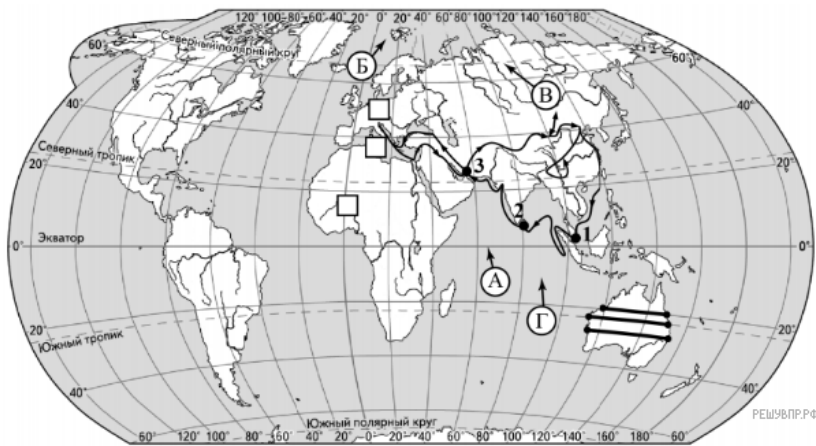 120° 100° 80° 60° 40° 20° 0° 20° 40° 60° 80° 100° 120° 140° 160° 180°
60° Северный полярный круг 60°
Б
В
40° 40°
Северный тропик
20° 3 20°
2
1
Экватор
0° 0°
А
Г
20° 20°
Южный тропик
40° 40°
РЕШУВПР.РФ
Южный полярный круг
60° 80° 60° 40° 20° 0° 20° 40° 60° 80° 100° 120° 140° 160° 180° 60°